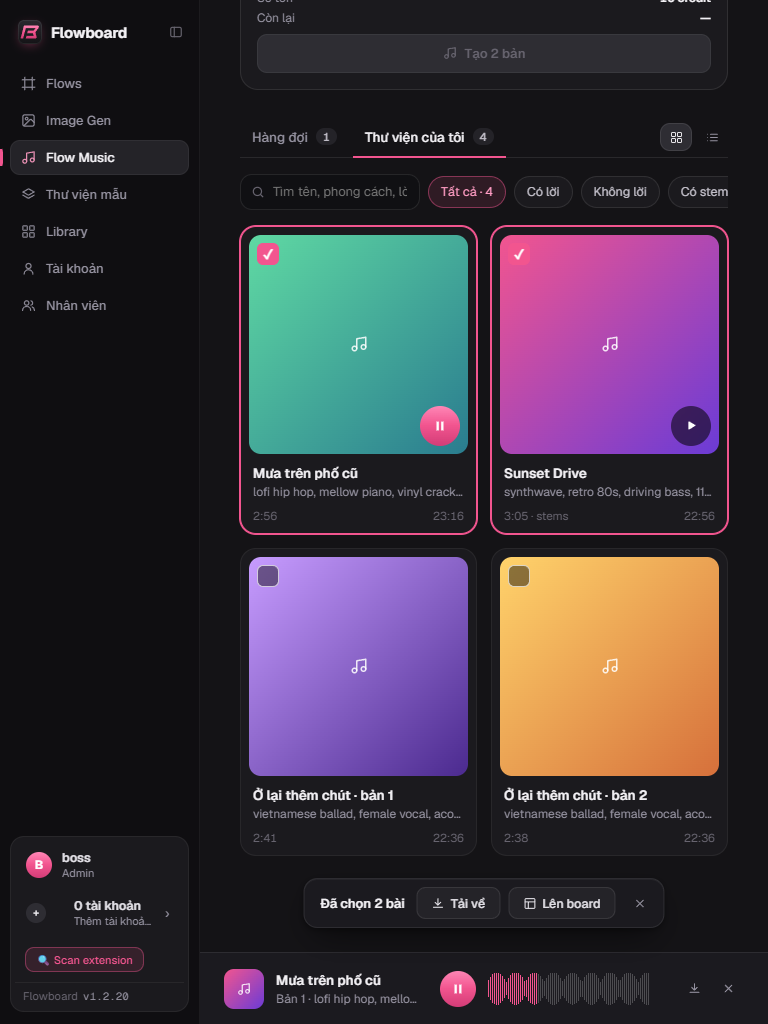 Flowboard
Flows
Image Gen
Flow Music
Thư viện mẫu
Library
Tài khoản
Nhân viên
boss
Admin
0 tài khoản
Thêm tài khoả...
Scan extension
Flowboard v1.2.20
Còn lại —
Tạo 2 bản
Hàng đợi 1
Thư viện của tôi 4
Tìm tên, phong cách, lờ
Tất cả · 4
Có lời
Không lời
Có stem
Mưa trên phố cũ
lofi hip hop, mellow piano, vinyl crack...
2:56 23:16
Sunset Drive
synthwave, retro 80s, driving bass, 11...
3:05 · stems 22:56
Ở lại thêm chút · bản 1
vietnamese ballad, female vocal, aco...
2:41 22:36
Ở lại thêm chút · bản 2
vietnamese ballad, female vocal, aco...
2:38 22:36
Đã chọn 2 bài
Tải về
Lên board
Mưa trên phố cũ
Bản 1 · lofi hip hop, mello...